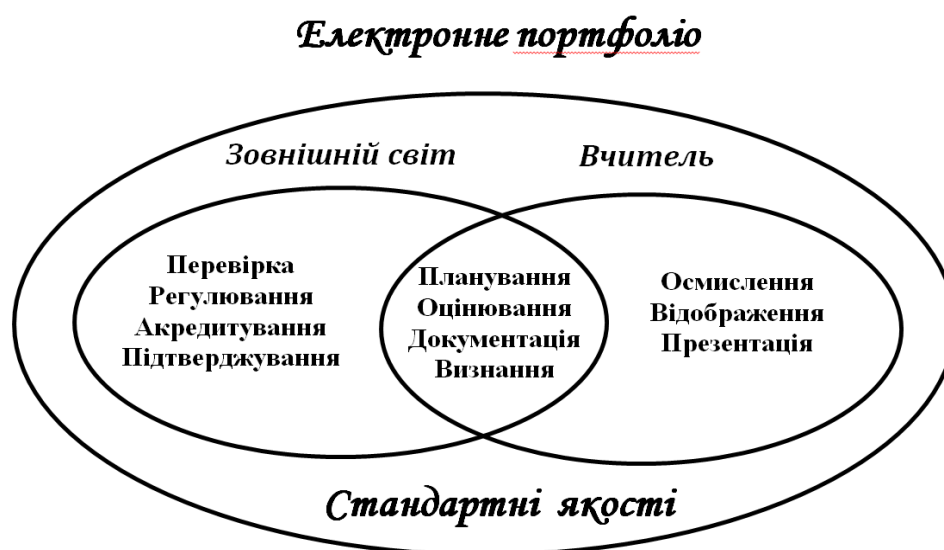 Електронне портфоліо
Зовнішній світ
Вчитель
Перевірка
Регулювання
Акредитування
Підтверджування
Планування
Оцінювання
Документація
Визнання
Осмислення
Відображення
Презентація
Стандартні якості